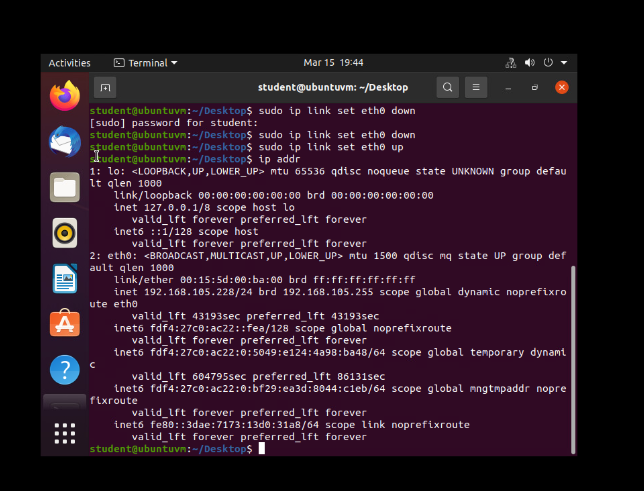 Activities
Terminal
Mar 15 19:44
student@ubuntuvm: ~/Desktop
student@ubuntuvm:~/Desktop$ sudo ip link set eth0 down
[sudo] password for student:
student@ubuntuvm:~/Desktop$ sudo ip link set eth0 down
student@ubuntuvm:~/Desktop$ sudo ip link set eth0 up
student@ubuntuvm:~/Desktop$ ip addr
1: lo: <LOOPBACK,UP,LOWER_UP> mtu 65536 qdisc noqueue state UNKNOWN group defau
lt qlen 1000
link/loopback 00:00:00:00:00:00 brd 00:00:00:00:00:00
inet 127.0.0.1/8 scope host lo
valid_lft forever preferred_lft forever
inet6 ::1/128 scope host
valid_lft forever preferred_lft forever
2: eth0: <BROADCAST,MULTICAST,UP,LOWER_UP> mtu 1500 qdisc mq state UP group def
ault qlen 1000
link/ether 00:15:5d:00:ba:00 brd ff:ff:ff:ff:ff:ff
inet 192.168.105.228/24 brd 192.168.105.255 scope global dynamic noprefixro
ute eth0
valid_lft 43193sec preferred_lft 43193sec
inet6 fdf4:27c0:ac22::fea/128 scope global noprefixroute
valid_lft forever preferred_lft forever
inet6 fdf4:27c0:ac22:0:5049:e124:4a98:ba48/64 scope global temporary dynami
c
valid_lft 604795sec preferred_lft 86131sec
inet6 fdf4:27c0:ac22:0:bf29:ea3d:8044:c1eb/64 scope global mngtmpaddr nopre
fixroute
valid_lft forever preferred_lft forever
inet6 fe80::3dae:7173:13d0:31a8/64 scope link noprefixroute
valid_lft forever preferred_lft forever
student@ubuntuvm:~/Desktop$